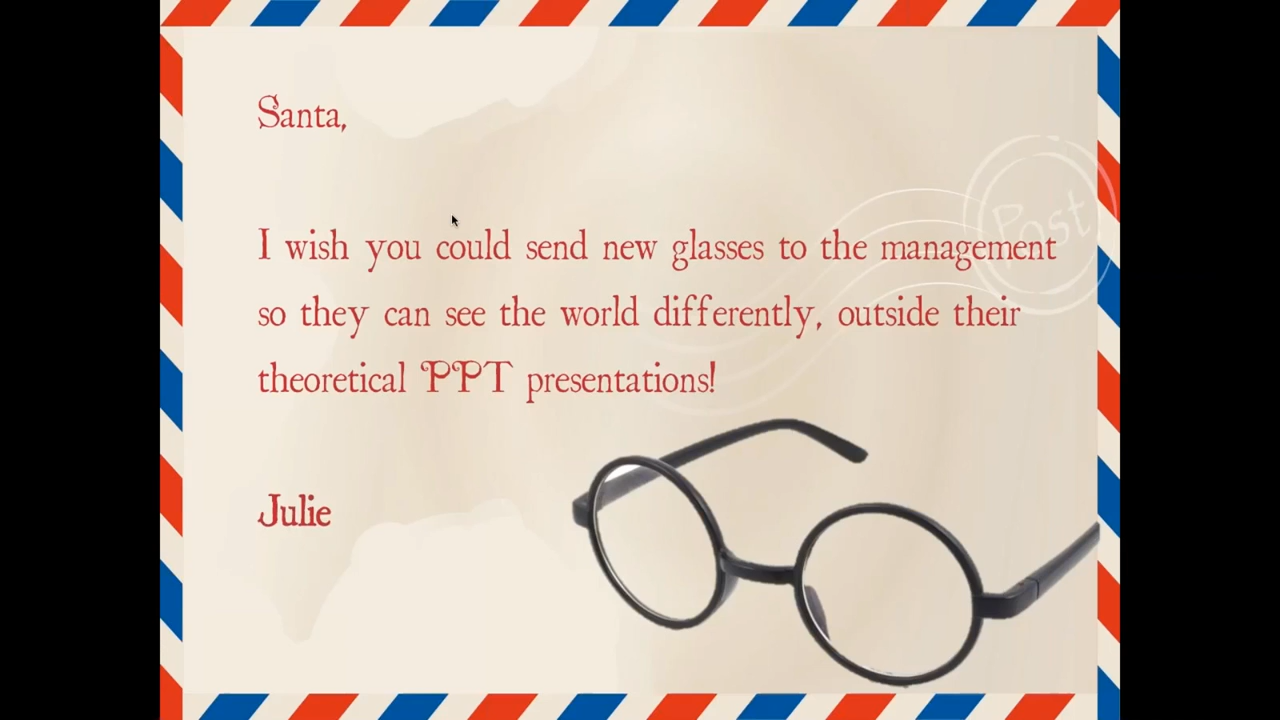 Santa,
Post
I wish you could send new glasses to the management
so they can see the world differently, outside their
theoretical PPT presentations!
Julie